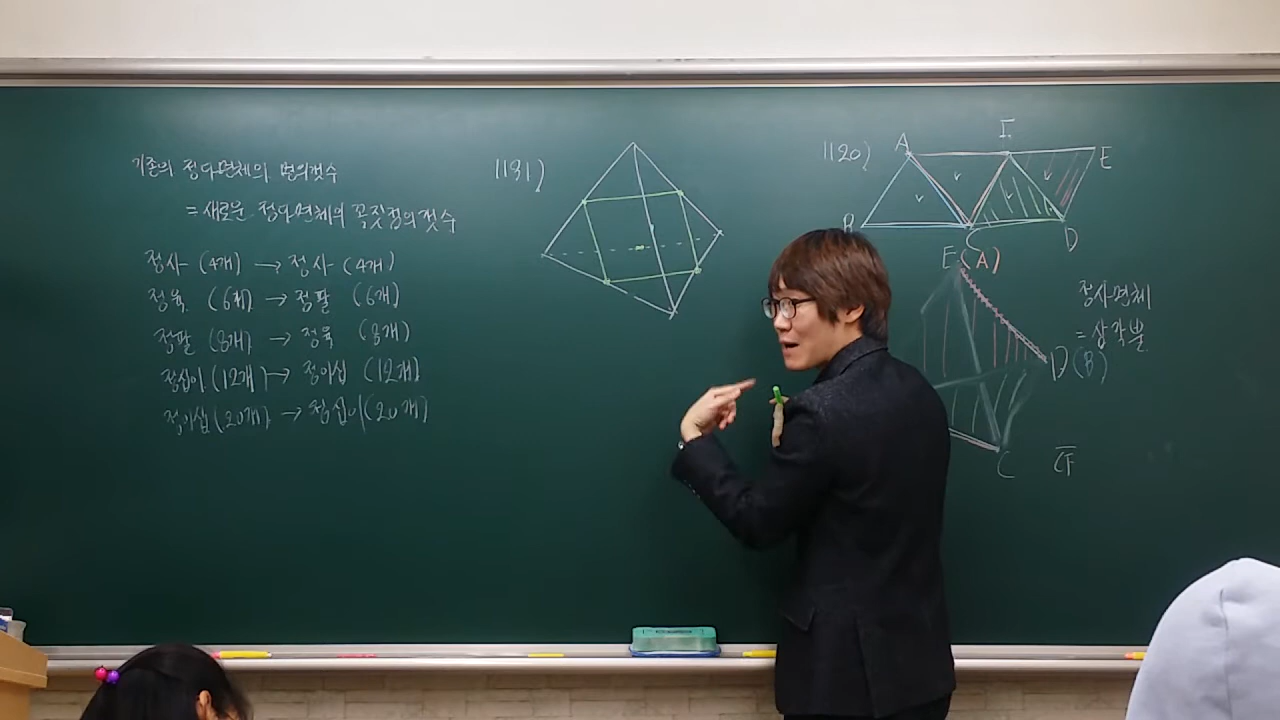 기존의 정다면체의 면의갯수
= 새로운 정다면체의 꼭짓점의갯수
정사 (4개) → 정사 (4개)
정육 (6개) → 정팔 (6개)
정팔 (8개) → 정육 (8개)
정십이 (12개) → 정이십 (12개)
정이십 (20개) → 정십이 (20개)
1131)
1120)
A
E
B
C
D
E(A)
D(B)
C
정사면체
= 삼각뿔
CF